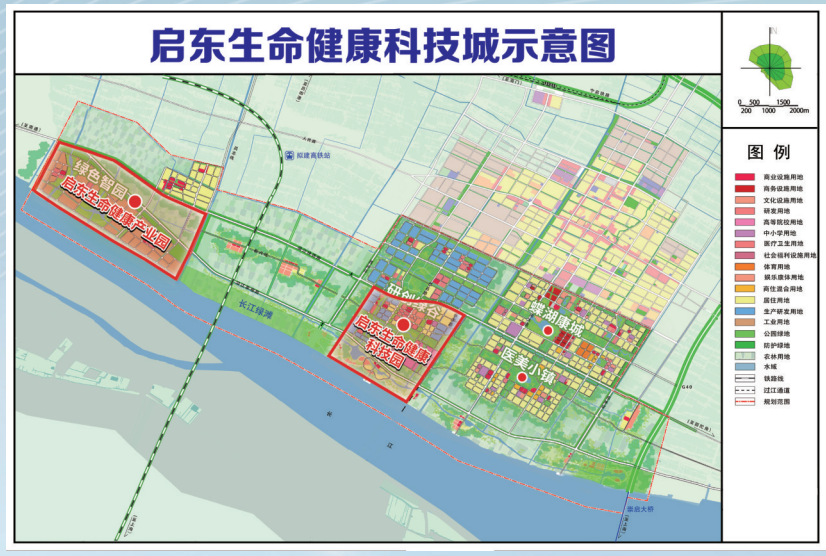 启东生命健康科技城示意图
N
0 500 1000
200 1500 2000m
图 例
商业设施用地
商务设施用地
文化设施用地
研发用地
高等院校用地
中小学用地
医疗卫生用地
社会福利设施用地
体育用地
娱乐康体用地
商住混合用地
居住用地
生产研发用地
工业用地
公园绿地
防护绿地
农林用地
水域
铁路线
过江通道
规划范围
拟建高铁站
绿色智园
启东生命健康产业园
长江绿滩
研创
谷
启东生命健康
科技园
蝶湖康城
医美小镇
G40
长
江
崇启大桥